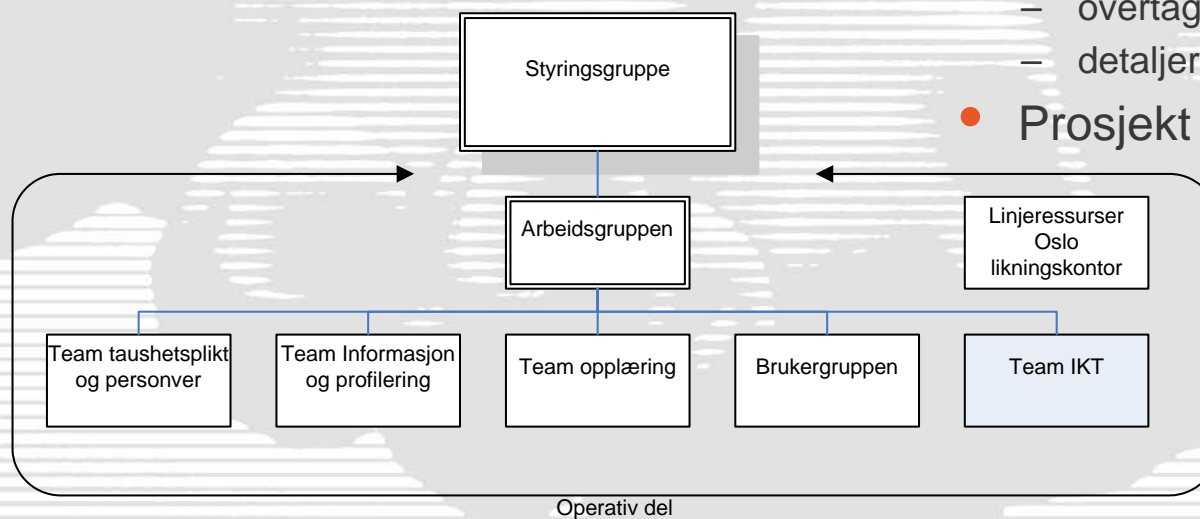 – overtag
– detaljer
• Prosjekt
Styringsgruppe
Arbeidsgruppen
Linjeressurser
Oslo
likningskontor
Team taushetsplikt
og personver
Team Informasjon
og profilering
Team opplæring
Brukergruppen
Team IKT
Operativ del